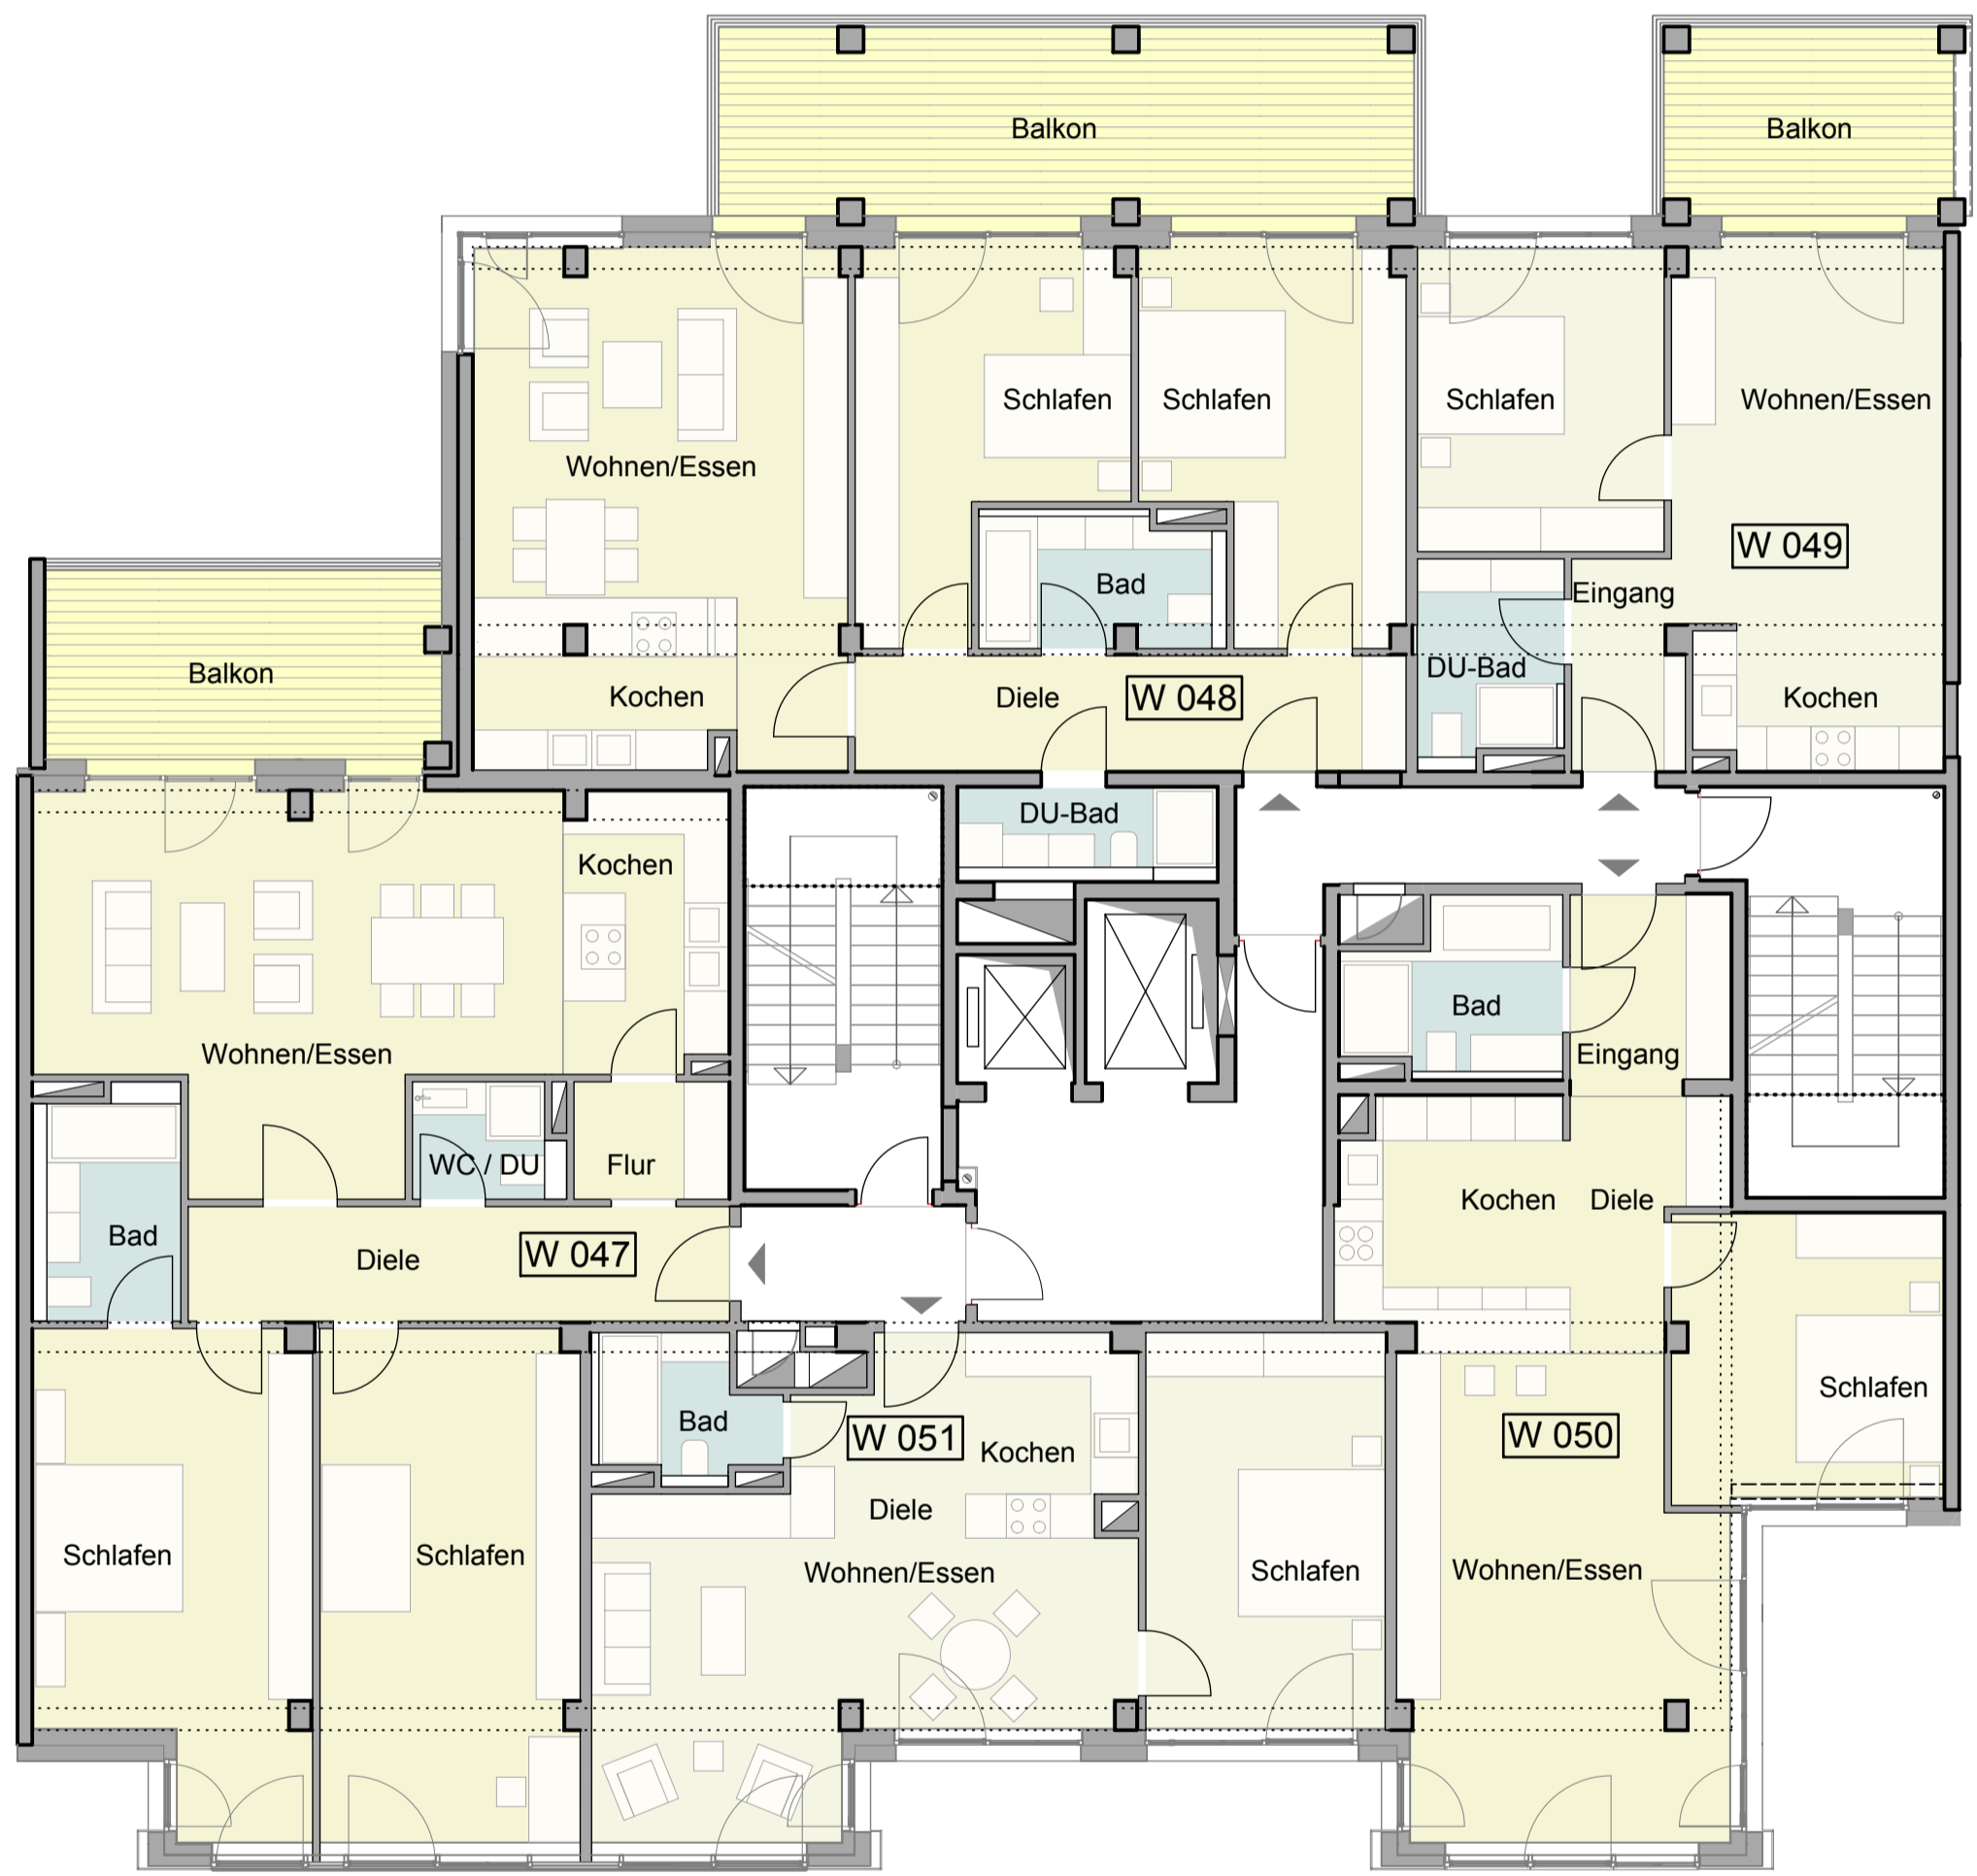 Balkon
Balkon
Schlafen
Schlafen
Schlafen
Wohnen/Essen
Wohnen/Essen
W 049
Bad
Eingang
Balkon
DU-Bad
Kochen
Diele
W 048
Kochen
DU-Bad
Kochen
Bad
Wohnen/Essen
Eingang
WC / DU
Flur
Kochen
Diele
Bad
Diele
W 047
Schlafen
Bad
W 051
Kochen
W 050
Diele
Schlafen
Schlafen
Wohnen/Essen
Schlafen
Wohnen/Essen